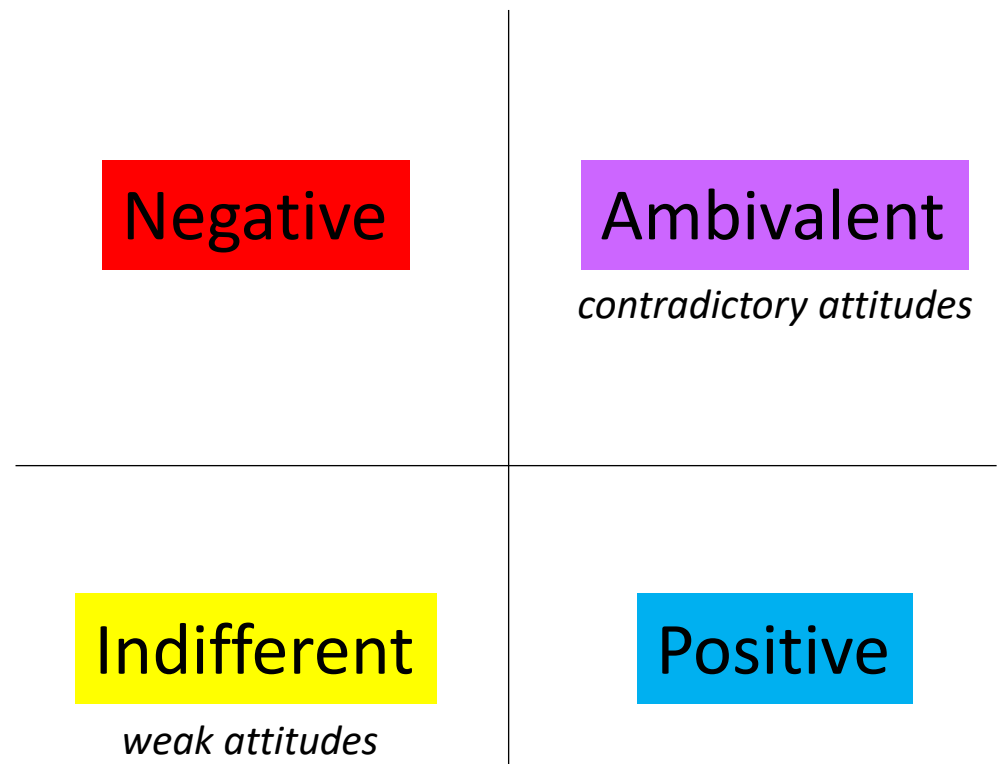 Negative
Ambivalent
contradictory attitudes
Indifferent
Positive
weak attitudes